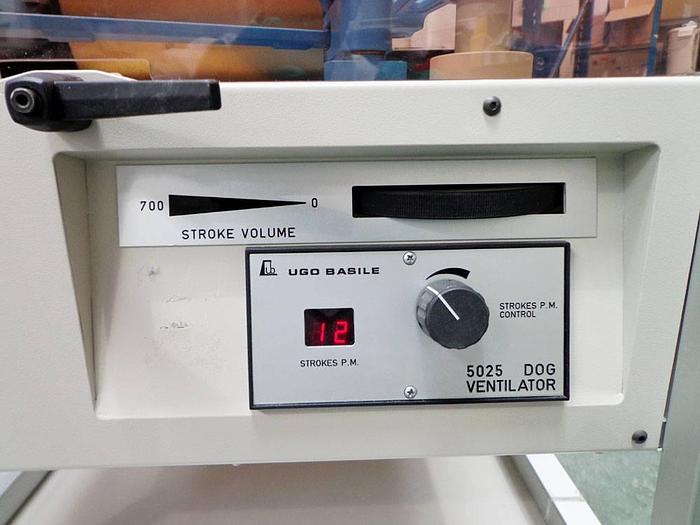 700 0
STROKE VOLUME
UGO BASILE
12
STROKES P.M.
STROKES P.M.
CONTROL
5025 DOG
VENTILATOR